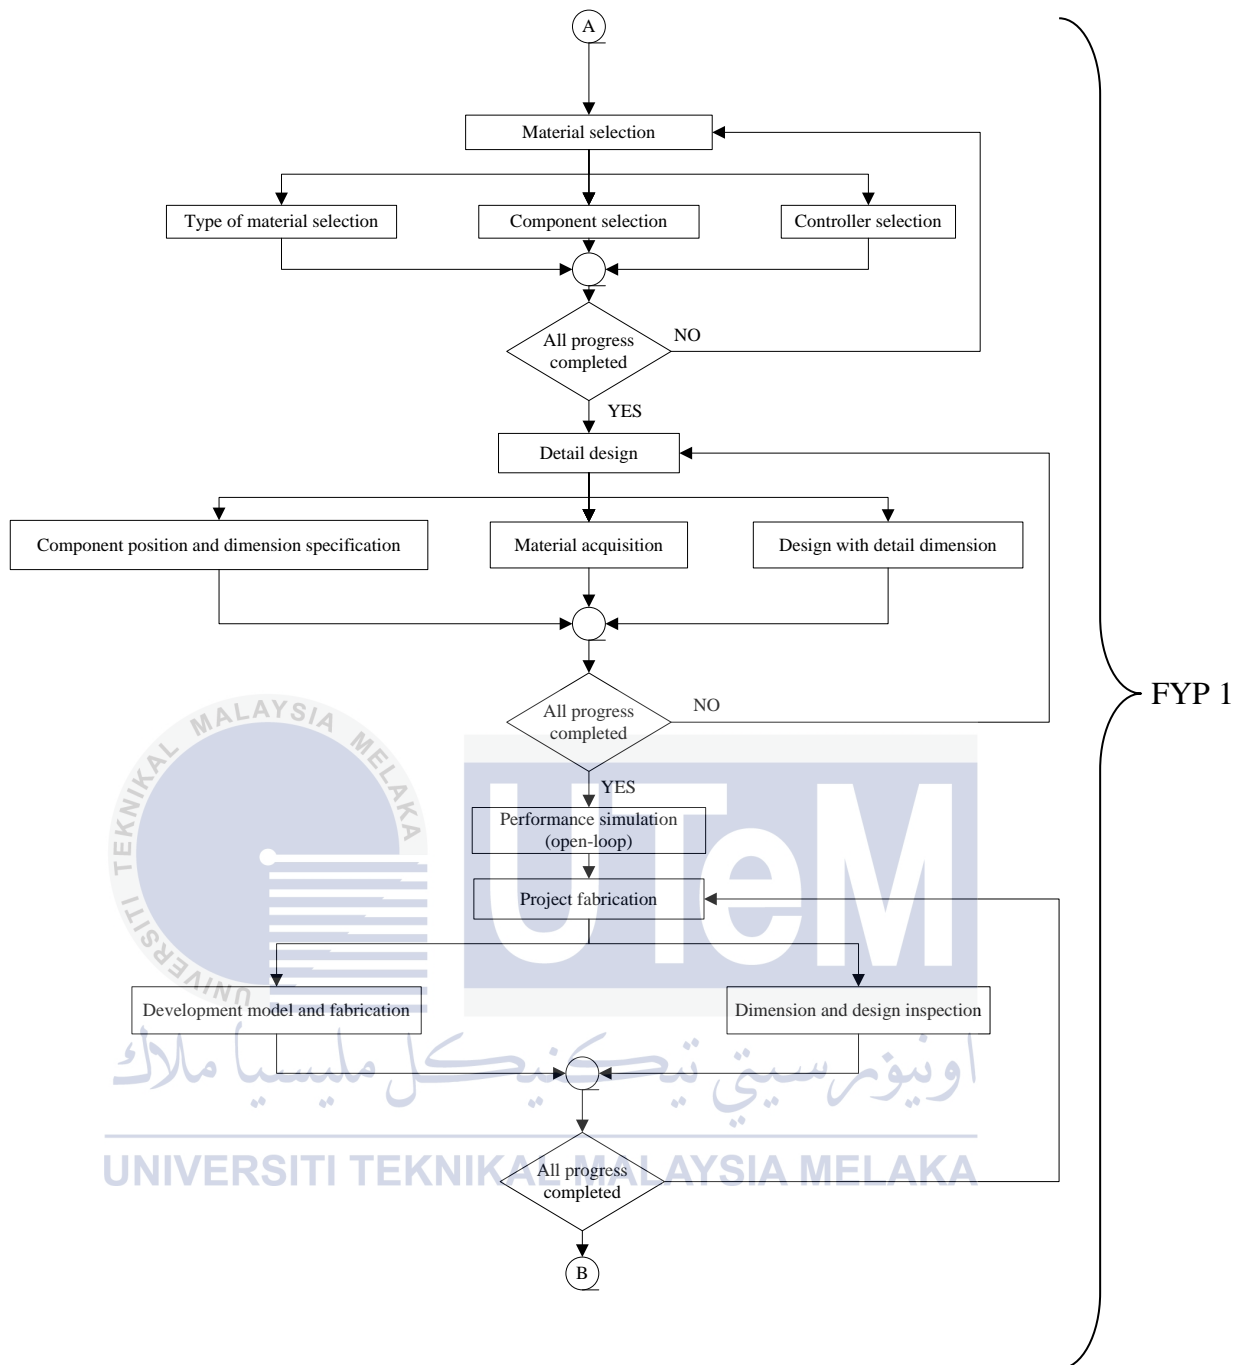 A
Material selection
Type of material selection
Component selection
Controller selection
All progress
completed
NO
YES
Detail design
Component position and dimension specification
Material acquisition
Design with detail dimension
All progress
completed
NO
FYP 1
YES
Performance simulation
(open-loop)
Project fabrication
Development model and fabrication
Dimension and design inspection
All progress
completed
B
UNIVERSITI TEKNIKAL MALAYSIA MELAKA
UTeM
اونيۏرسيتي تيكنيكل مليسيا ملاك
UNIVERSITI TEKNIKAL MALAYSIA MELAKA